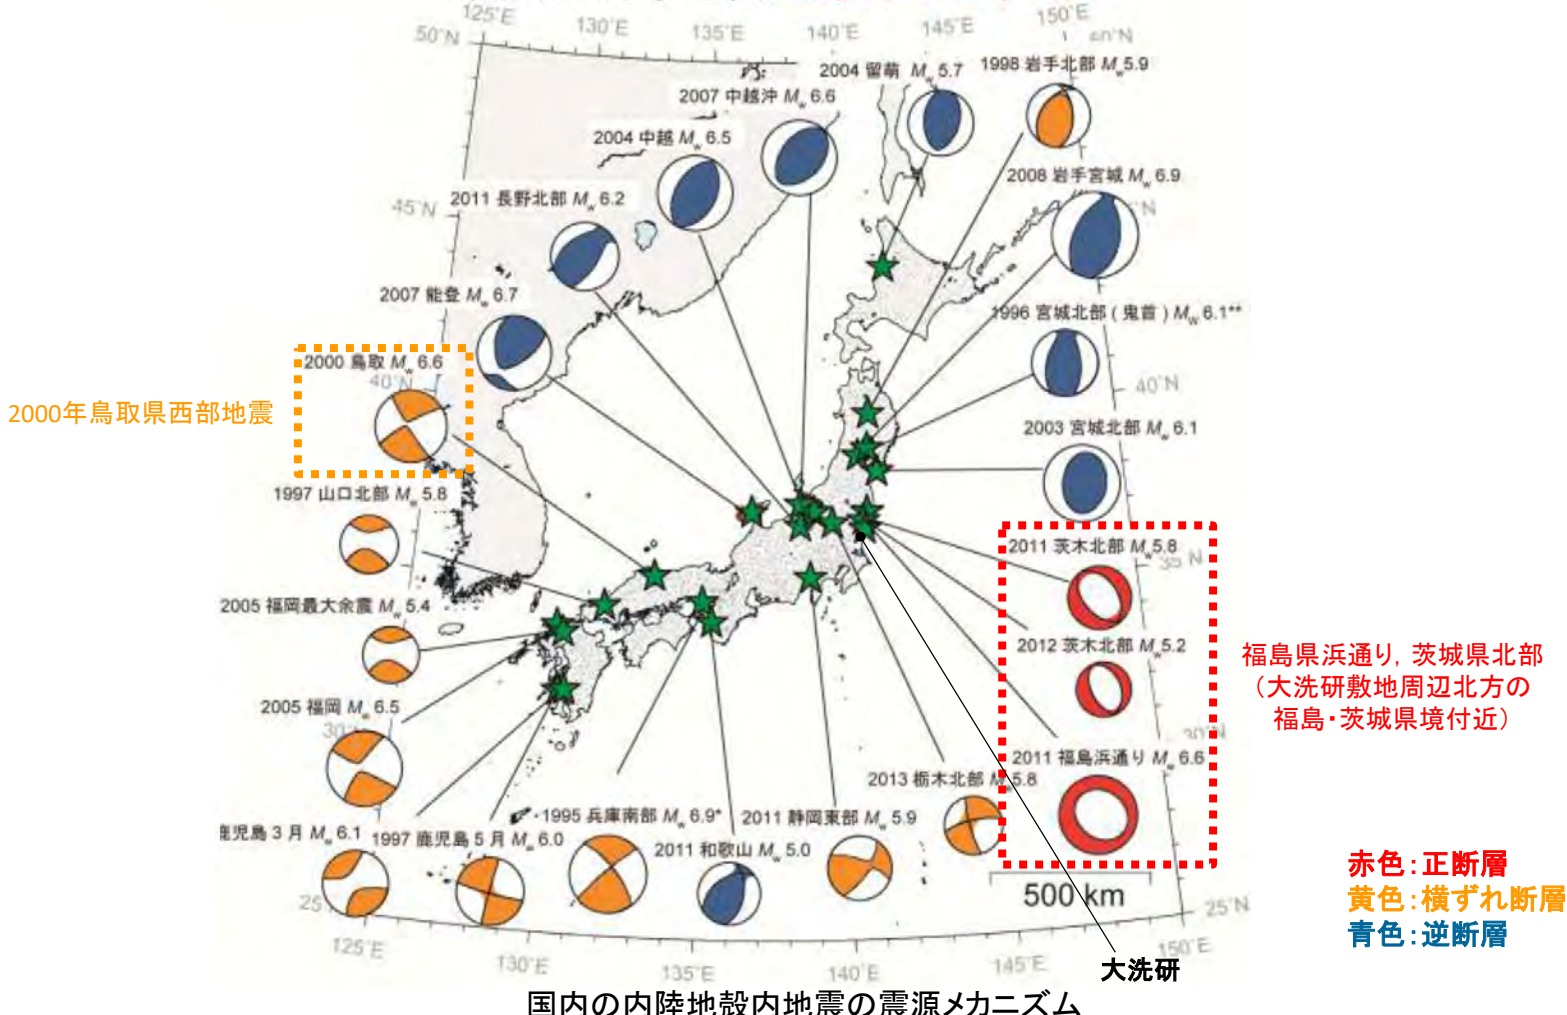 125°E
130°E
135°E
140°E
145°E
150°E
50°N
2004 留萌 Mw 5.7
1998 岩手北部 Mw 5.9
2007 中越沖 Mw 6.6
2004 中越 Mw 6.5
2008 岩手宮城 Mw 6.9
2011 長野北部 Mw 6.2
45°N
2007 能登 Mw 6.7
1996 宮城北部 ( 鬼首 ) Mw 6.1**
2000 鳥取 Mw 6.6
40°N
40°N
2000年鳥取県西部地震
2003 宮城北部 Mw 6.1
1997 山口北部 Mw 5.8
2011 茨木北部 Mw 5.8
35 N
2005 福岡最大余震 Mw 5.4
2012 茨木北部 Mw 5.2
福島県浜通り, 茨城県北部
（大洗研敷地周辺北方の
福島・茨城県境付近）
2005 福岡 Mw 6.5
30°
30°N
2011 福島浜通り Mw 6.6
2013 栃木北部 Mw 5.8
1995 兵庫南部 Mw 6.9*
2011 静岡東部 Mw 5.9
鹿児島 3 月 Mw 6.1
1997 鹿児島 5 月 Mw 6.0
2011 和歌山 Mw 5.0
500 km
赤色：正断層
黄色：横ずれ断層
青色：逆断層
25°
25°N
125°E
130°E
135°E
140°E
145°E
150°E
大洗研
国内の内陸地殻内地震の震源メカニズム